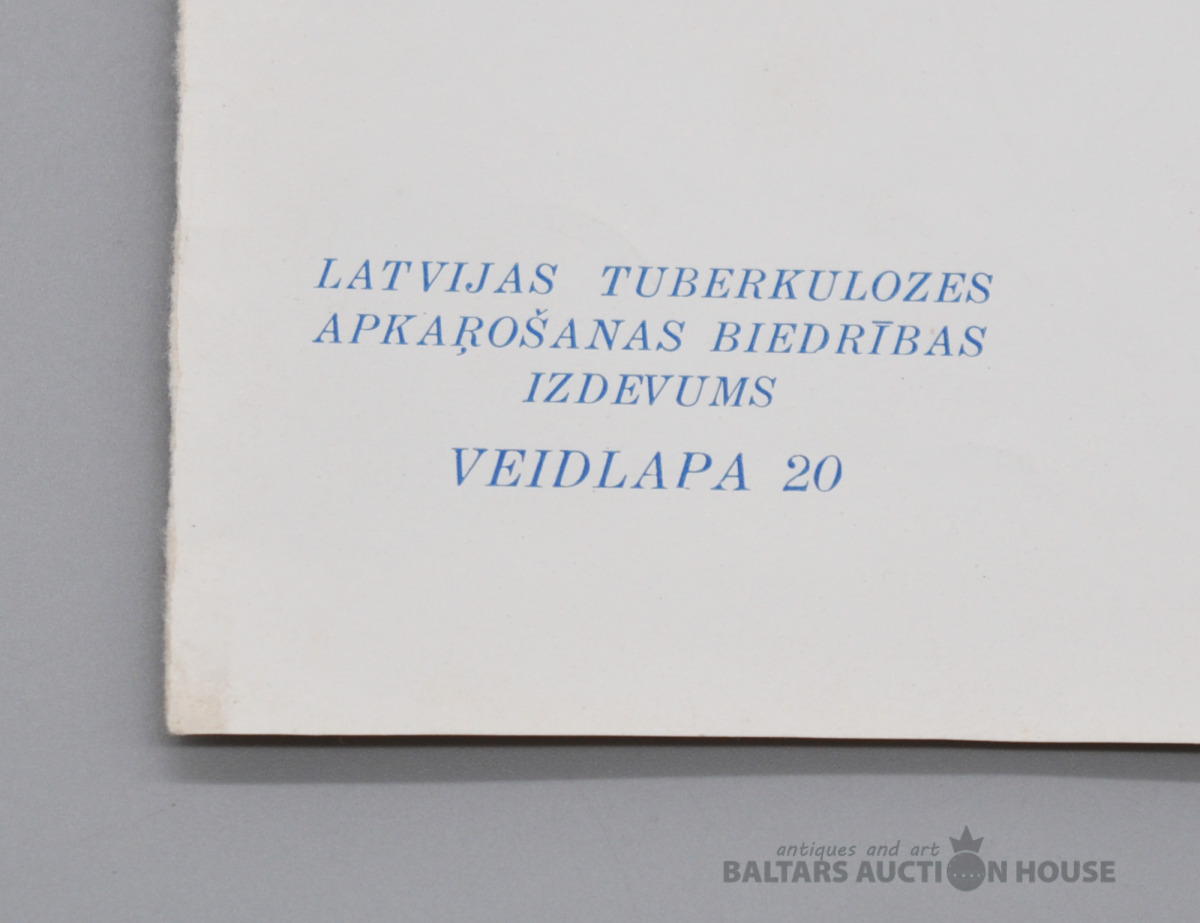 LATVIJAS TUBERKULOZES
APKAŖOŠANAS BIEDRĪBAS
IZDEVUMS
VEIDLAPA 20
antiques and art
BALTARS AUCTION HOUSE